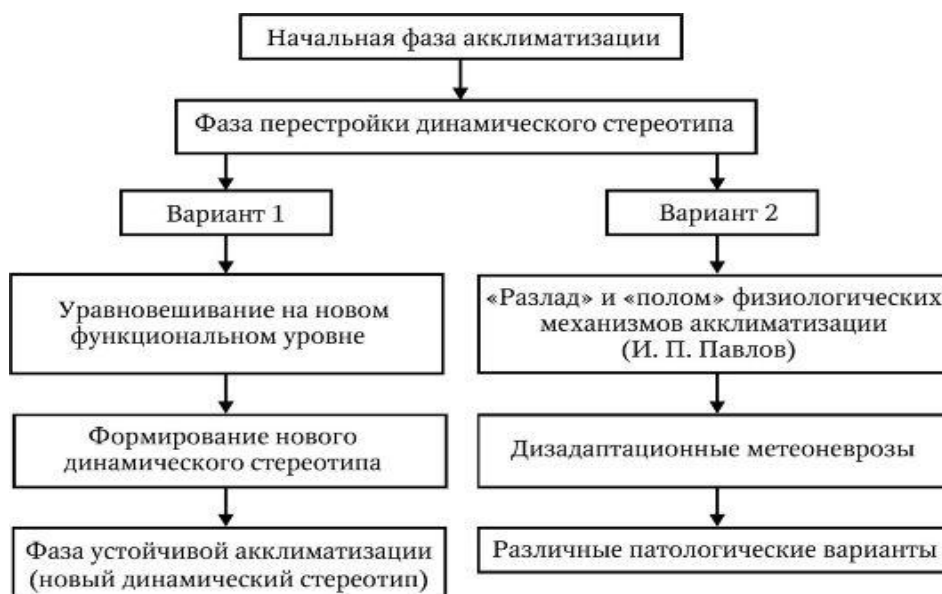 Начальная фаза акклиматизации
Фаза перестройки динамического стереотипа
Вариант 1
Вариант 2
Уравновешивание на новом
функциональном уровне
«Разлад» и «полом» физиологических
механизмов акклиматизации
(И. П. Павлов)
Формирование нового
динамического стереотипа
Дизадаптационные метеоневрозы
Фаза устойчивой акклиматизации
(новый динамический стереотип)
Различные патологические варианты